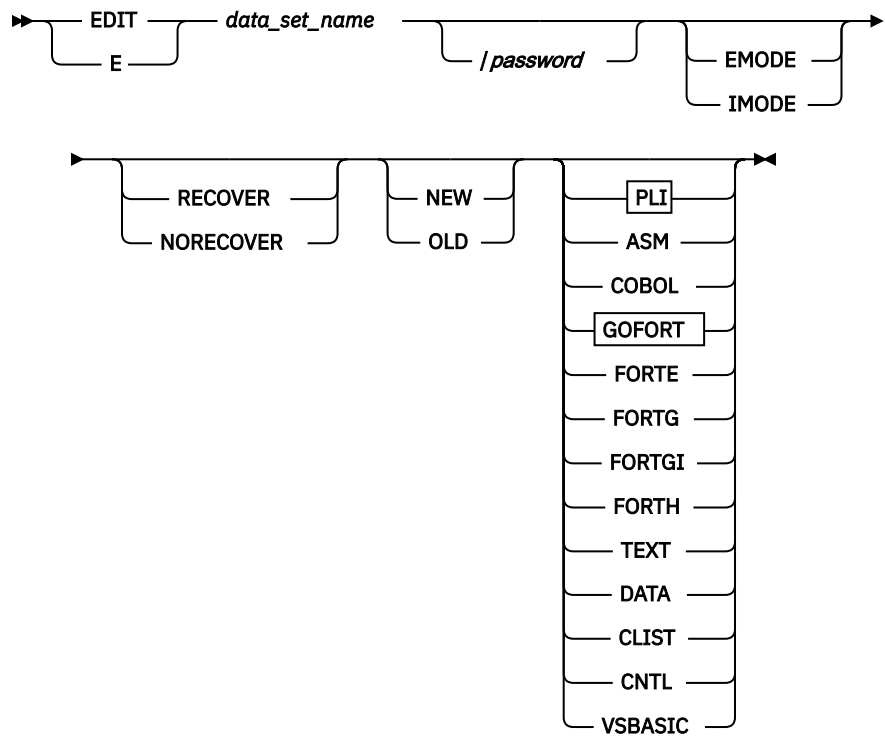 EDIT
E
data_set_name
/password
EMODE
IMODE
RECOVER
NORECOVER
NEW
OLD
PLI
ASM
COBOL
GOFORT
FORTE
FORTG
FORTGI
FORTH
TEXT
DATA
CLIST
CNTL
VSBASIC